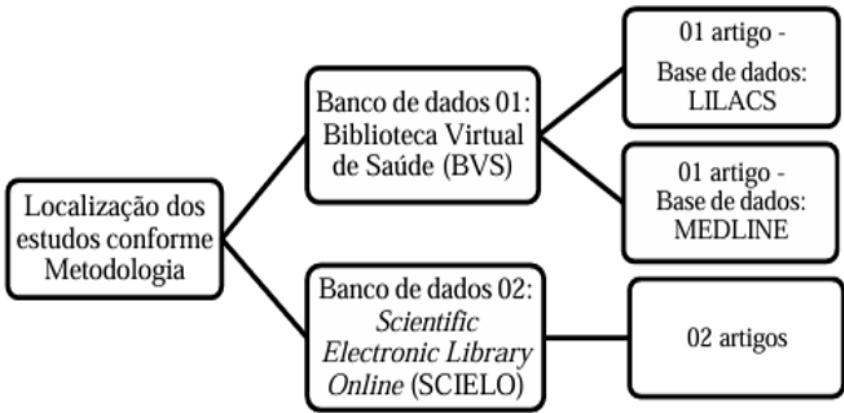 Localização dos
estudos conforme
Metodologia
Banco de dados 01:
Biblioteca Virtual
de Saúde (BVS)
01 artigo -
Base de dados:
LILACS
01 artigo -
Base de dados:
MEDLINE
Banco de dados 02:
Scientific
Electronic Library
Online (SCIELO)
02 artigos